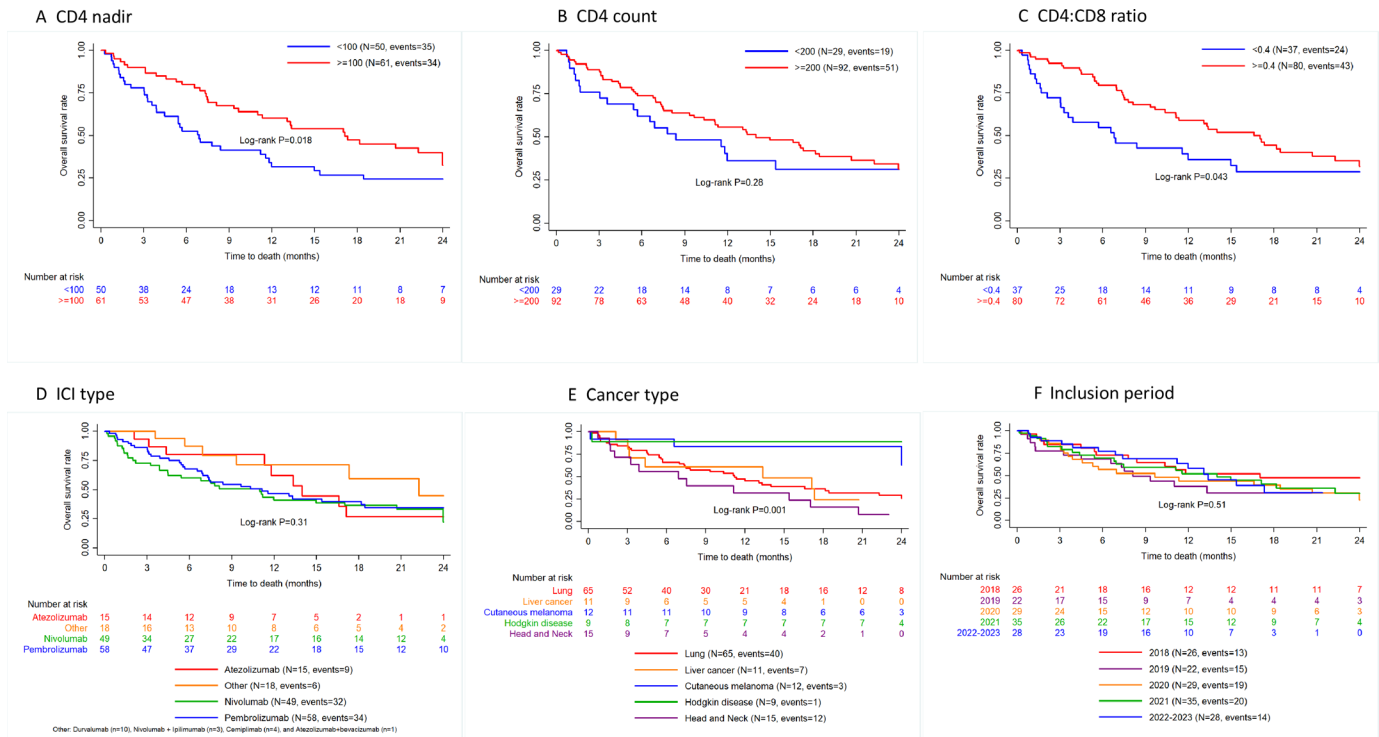 A CD4 nadir
<100 (N=50, events=35)
>=100 (N=61, events=34)
Overall survival rate
0.00 0.25 0.50 0.75 1.00
Log-rank P=0.018
0 3 6 9 12 15 18 21 24
Time to death (months)
Number at risk
<100 50 38 24 18 13 12 11 8 7
>=100 61 53 47 38 31 26 20 18 9
B CD4 count
<200 (N=29, events=19)
>=200 (N=92, events=51)
Overall survival rate
0.00 0.25 0.50 0.75 1.00
Log-rank P=0.28
0 3 6 9 12 15 18 21 24
Time to death (months)
Number at risk
<200 29 22 18 14 8 7 6 6 4
>=200 92 78 63 48 40 32 24 18 10
C CD4:CD8 ratio
<0.4 (N=37, events=24)
>=0.4 (N=80, events=43)
Overall survival rate
0.00 0.25 0.50 0.75 1.00
Log-rank P=0.043
0 3 6 9 12 15 18 21 24
Time to death (months)
Number at risk
<0.4 37 25 18 14 11 9 8 8 4
>=0.4 80 72 61 46 36 29 21 15 10
D ICI type
Overall survival rate
0.00 0.25 0.50 0.75 1.00
Log-rank P=0.31
0 3 6 9 12 15 18 21 24
Time to death (months)
Number at risk
Atezolizumab 15 14 12 9 7 5 2 1 1
Other 18 16 13 10 8 6 5 4 2
Nivolumab 49 34 27 22 17 16 14 12 4
Pembrolizumab 58 47 37 29 22 18 15 12 10
Atezolizumab (N=15, events=9)
Other (N=18, events=6)
Nivolumab (N=49, events=32)
Pembrolizumab (N=58, events=34)
Other: Durvalumab (n=10), Nivolumab + Ipilimumab (n=3), Cemiplimab (n=4), and Atezolizumab+bevacizumab (n=1)
E Cancer type
Overall survival rate
0.00 0.25 0.50 0.75 1.00
Log-rank P=0.001
0 3 6 9 12 15 18 21 24
Time to death (months)
Number at risk
Lung 65 52 40 30 21 18 16 12 8
Liver cancer 11 9 6 5 5 4 1 0 0
Cutaneous melanoma 12 11 11 10 9 8 6 6 3
Hodgkin disease 9 8 7 7 7 7 7 7 4
Head and Neck 15 9 7 5 4 4 2 1 0
Lung (N=65, events=40)
Liver cancer (N=11, events=7)
Cutaneous melanoma (N=12, events=3)
Hodgkin disease (N=9, events=1)
Head and Neck (N=15, events=12)
F Inclusion period
Overall survival rate
0.00 0.25 0.50 0.75 1.00
Log-rank P=0.51
0 3 6 9 12 15 18 21 24
Time to death (months)
Number at risk
2018 26 21 18 16 12 12 11 11 7
2019 22 17 15 9 7 4 4 4 3
2020 29 24 15 12 10 10 9 6 3
2021 35 26 22 17 15 12 9 7 4
2022-2023 28 23 19 16 10 7 3 1 0
2018 (N=26, events=13)
2019 (N=22, events=15)
2020 (N=29, events=19)
2021 (N=35, events=20)
2022-2023 (N=28, events=14)